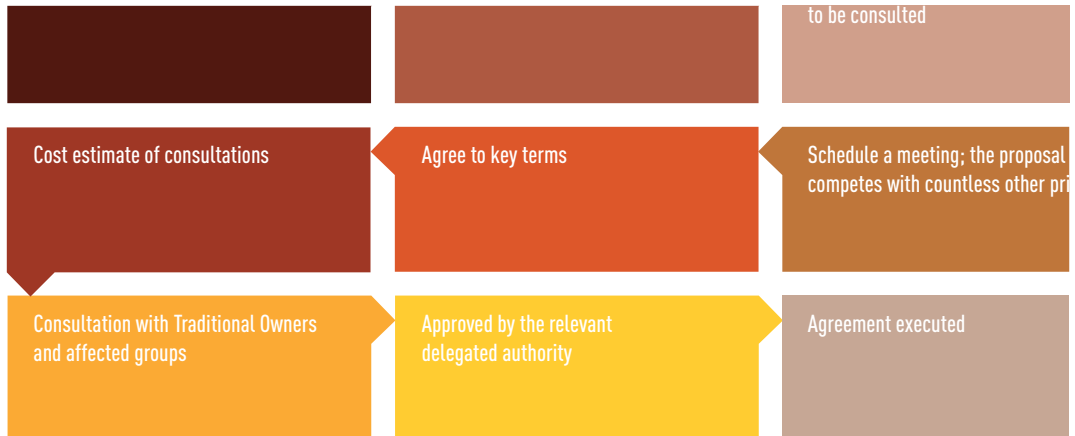 to be consulted
Cost estimate of consultations
Agree to key terms
Schedule a meeting; the proposal
competes with countless other
Consultation with Traditional Owners
and affected groups
Approved by the relevant
delegated authority
Agreement executed